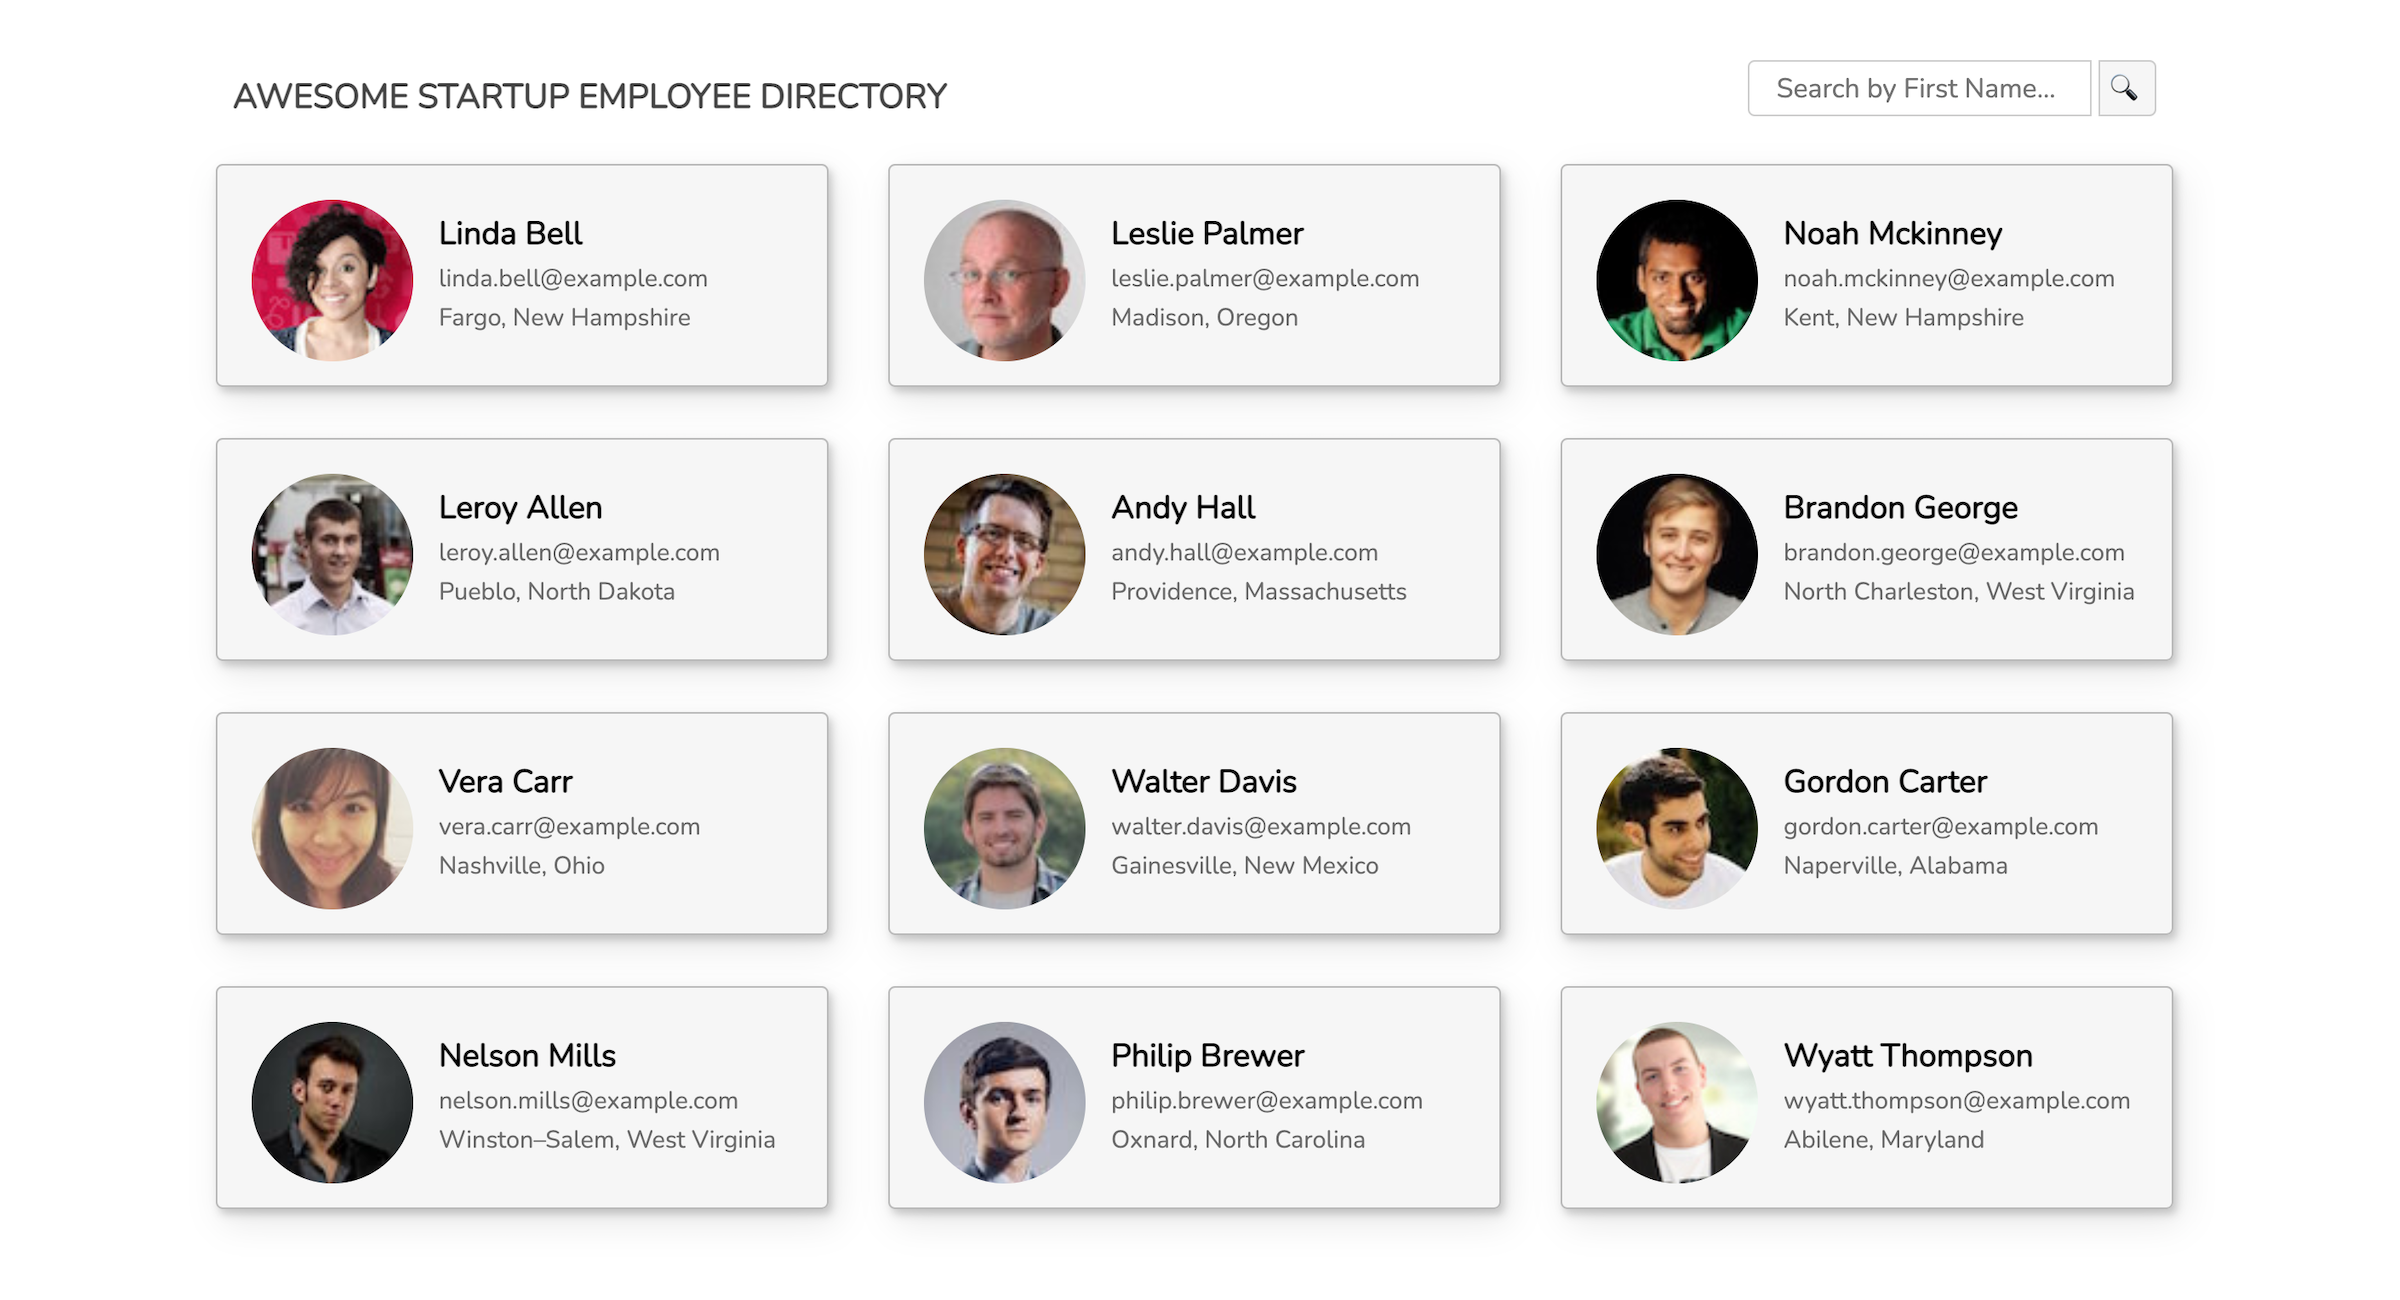 AWESOME STARTUP EMPLOYEE DIRECTORY
Search by First Name...
Linda Bell
linda.bell@example.com
Fargo, New Hampshire
Leslie Palmer
leslie.palmer@example.com
Madison, Oregon
Noah Mckinney
noah.mckinney@example.com
Kent, New Hampshire
Leroy Allen
leroy.allen@example.com
Pueblo, North Dakota
Andy Hall
andy.hall@example.com
Providence, Massachusetts
Brandon George
brandon.george@example.com
North Charleston, West Virginia
Vera Carr
vera.carr@example.com
Nashville, Ohio
Walter Davis
walter.davis@example.com
Gainesville, New Mexico
Gordon Carter
gordon.carter@example.com
Naperville, Alabama
Nelson Mills
nelson.mills@example.com
Winston–Salem, West Virginia
Philip Brewer
philip.brewer@example.com
Oxnard, North Carolina
Wyatt Thompson
wyatt.thompson@example.com
Abilene, Maryland